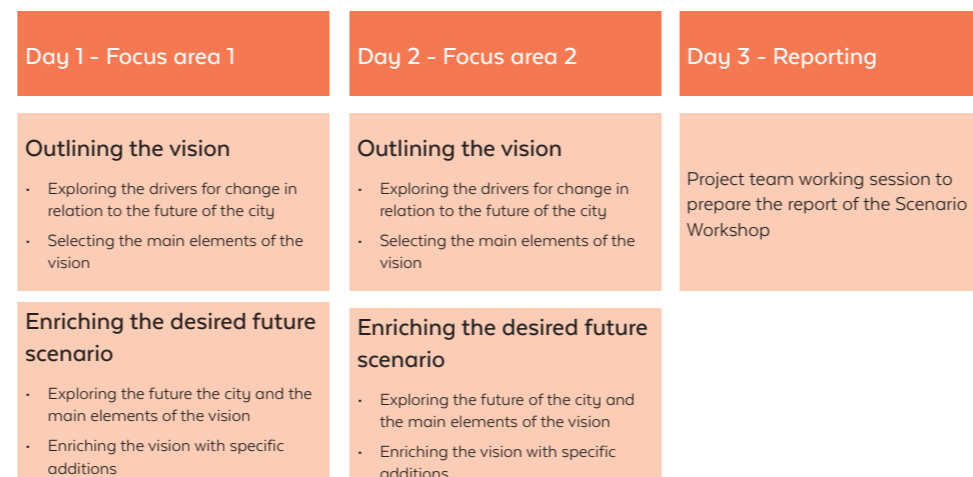 Day 1 - Focus area 1
Outlining the vision
• Exploring the drivers for change in
relation to the future of the city
• Selecting the main elements of the
vision
Enriching the desired future
scenario
• Exploring the future the city and the
main elements of the vision
• Enriching the vision with specific
additions
Day 2 - Focus area 2
Outlining the vision
• Exploring the drivers for change in
relation to the future of the city
• Selecting the main elements of the
vision
Enriching the desired future
scenario
• Exploring the future of the city and
the main elements of the vision
• Enriching the vision with specific
additions
Day 3 - Reporting
Project team working session to
prepare the report of the Scenario
Workshop